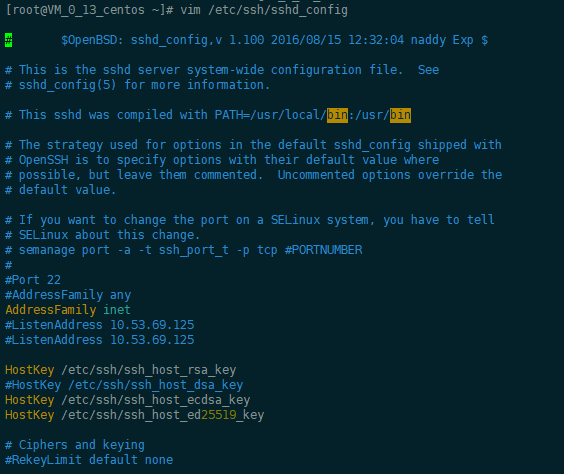 [root@VM_0_13_centos ~]# vim /etc/ssh/sshd_config
#       $OpenBSD: sshd_config,v 1.100 2016/08/15 12:32:04 naddy Exp $
# This is the sshd server system-wide configuration file.  See
# sshd_config(5) for more information.
# This sshd was compiled with PATH=/usr/local/bin:/usr/bin
# The strategy used for options in the default sshd_config shipped with
# OpenSSH is to specify options with their default value where
# possible, but leave them commented.  Uncommented options override the
# default value.
# If you want to change the port on a SELinux system, you have to tell
# SELinux about this change.
# semanage port -a -t ssh_port_t -p tcp #PORTNUMBER
#
#Port 22
#AddressFamily any
AddressFamily inet
#ListenAddress 10.53.69.125
#ListenAddress 10.53.69.125
HostKey /etc/ssh/ssh_host_rsa_key
#HostKey /etc/ssh/ssh_host_dsa_key
HostKey /etc/ssh/ssh_host_ecdsa_key
HostKey /etc/ssh/ssh_host_ed25519_key
# Ciphers and keying
#RekeyLimit default none